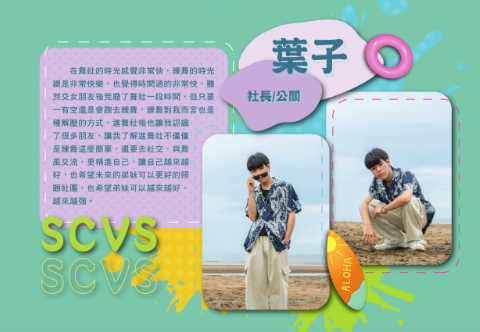 葉子
社長/公關
在舞社的時光感覺非常快，練舞的時光
總是非常快樂，也覺得時間過的非常快，雖
然交女朋友後荒廢了舞社一段時間，但只要
一有空還是會跑去練舞，練舞對我而言也是
種解壓的方式，進舞社後也讓我認識
了很多朋友，讓我了解進舞社不僅僅
是練舞這麼簡單，還要去社交，與舞
風交流，更精進自己，讓自己越來越
好，也希望未來的弟妹可以更好的照
顧社團，也希望弟妹可以越來越好、
越來越強。
SCVS
SCVS
ALOHA